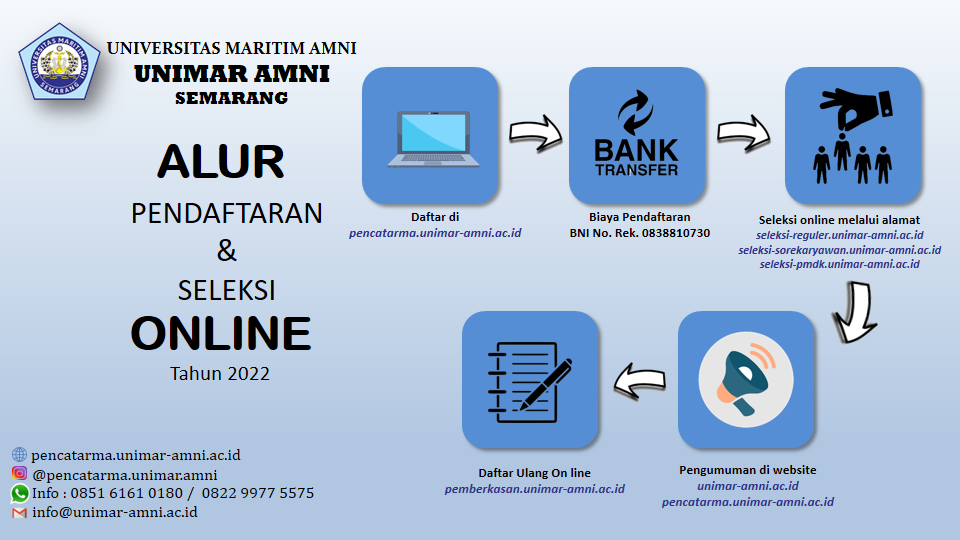 UNIVERSITAS MARITIM AMNI
SEMARANG
UNIVERSITAS MARITIM AMNI
UNIMAR AMNI
SEMARANG
ALUR
PENDAFTARAN
&
SELEKSI
ONLINE
Tahun 2022
BANK
TRANSFER
Daftar di
pencatarma.unimar-amni.ac.id
Biaya Pendaftaran
BNI No. Rek. 0838810730
Seleksi online melalui alamat
seleksi-reguler.unimar-amni.ac.id
seleksi-sorekaryawan.unimar-amni.ac.id
seleksi-pmdk.unimar-amni.ac.id
Pengumuman di website
unimar-amni.ac.id
pencatarma.unimar-amni.ac.id
Daftar Ulang On line
pemberkasan.unimar-amni.ac.id
pencatarma.unimar-amni.ac.id
@pencatarma.unimar.amni
Info : 0851 6161 0180 / 0822 9977 5575
info@unimar-amni.ac.id